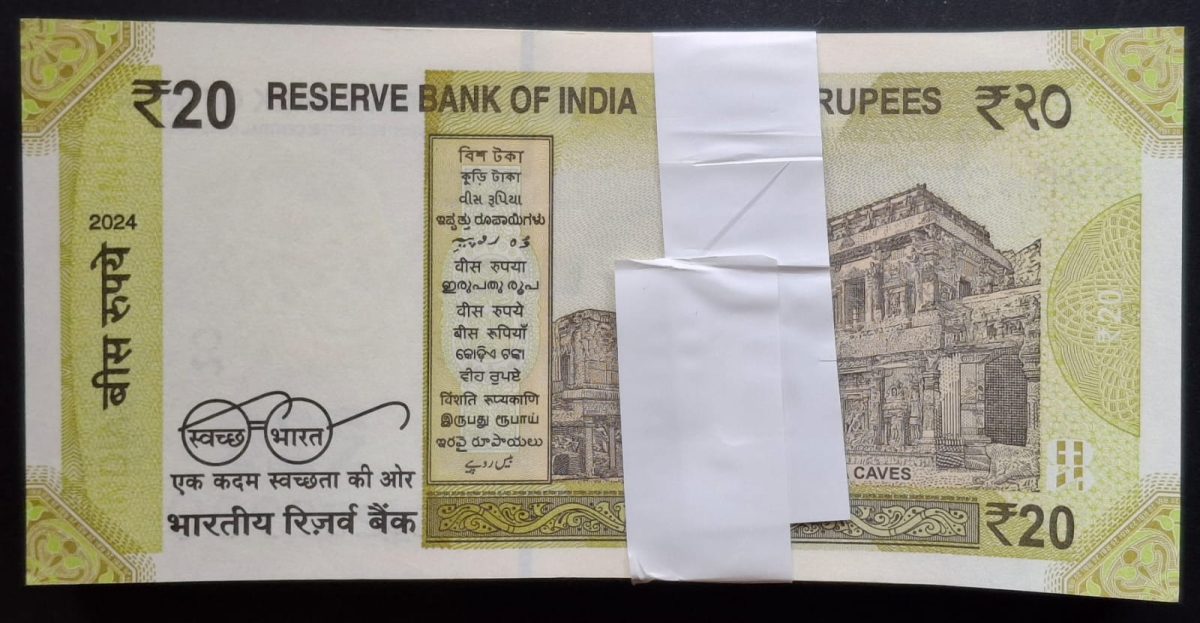 ₹20
RESERVE BANK OF INDIA
RUPEES
₹२०
2024
बीस रुपये
বিশ টকা
কুড়ি টাকা
વીસ રૂપિયા
ಇಪ್ಪತ್ತು ರೂಪಾಯಿಗಳು
वीस रुपया
ഇരുപതു രൂപ
वीस रुपये
बीस रुपियाँ
କୋଡ଼ିଏ ଟଙ୍କା
ਵੀਹ ਰੁਪਏ
विंशति रूप्यकाणि
இருபது ரூபாய்
ఇరవై రూపాయలు
بیس روپے
स्वच्छ भारत
एक कदम स्वच्छता की ओर
भारतीय रिज़र्व बैंक
CAVES
₹20
₹20